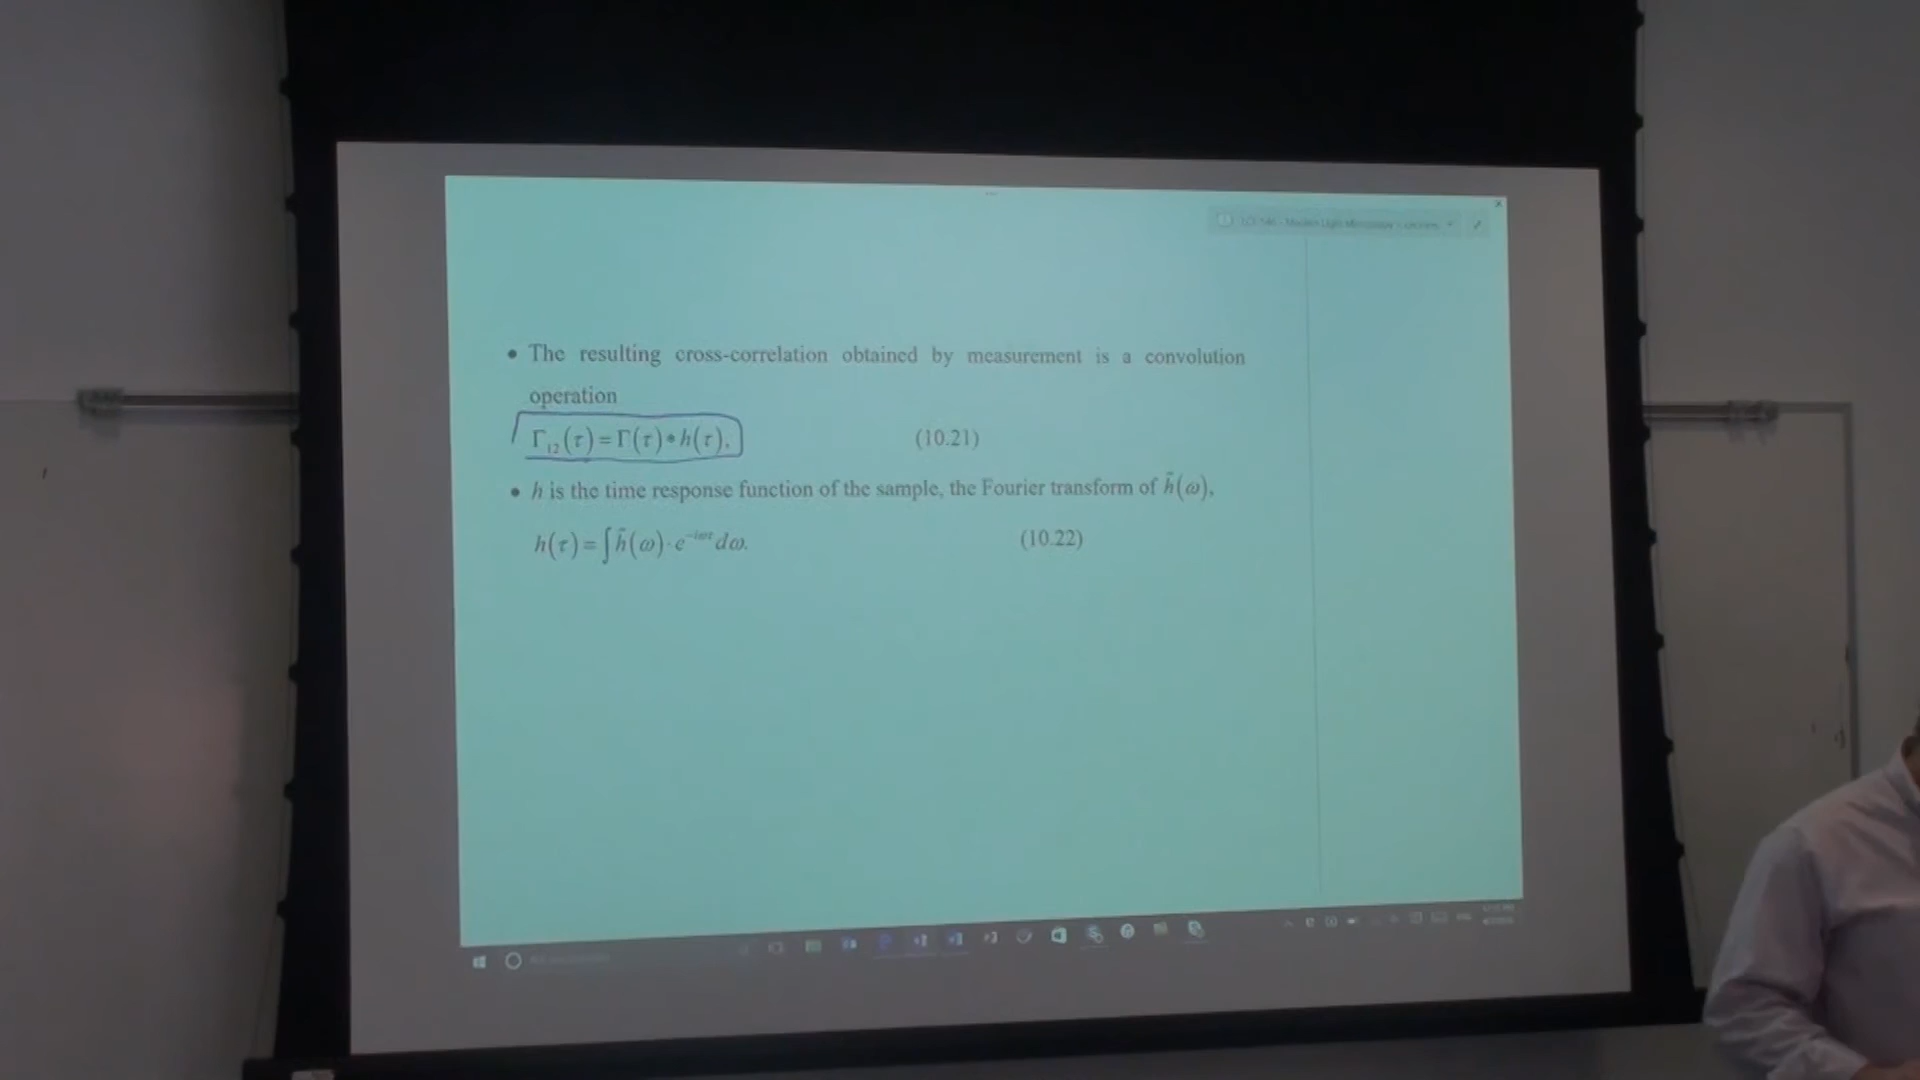 • The resulting cross-correlation obtained by measurement is a convolution
operation
Γ₁₂(τ)=Γ(τ)•h(τ). (10.21)
• h is the time response function of the sample, the Fourier transform of h̃(ω),
h(τ)=∫h̃(ω)·e^{-iωτ}dω. (10.22)